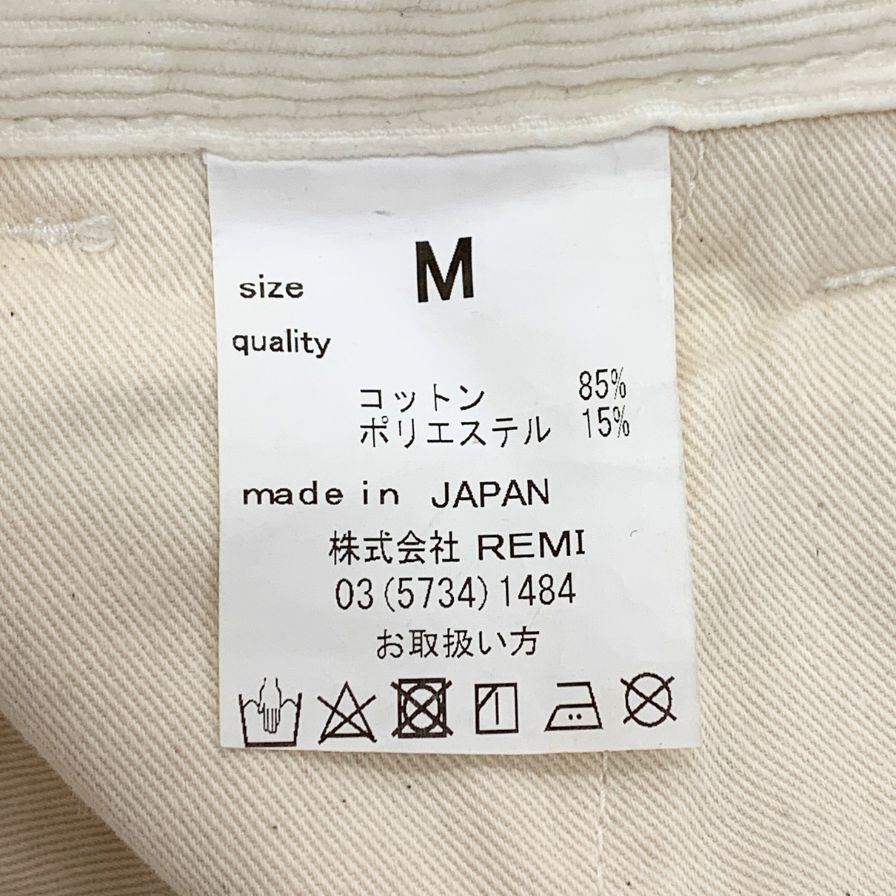 size M
quality
コットン 85%
ポリエステル 15%
made in JAPAN
株式会社 REMI
03(5734)1484
お取扱い方